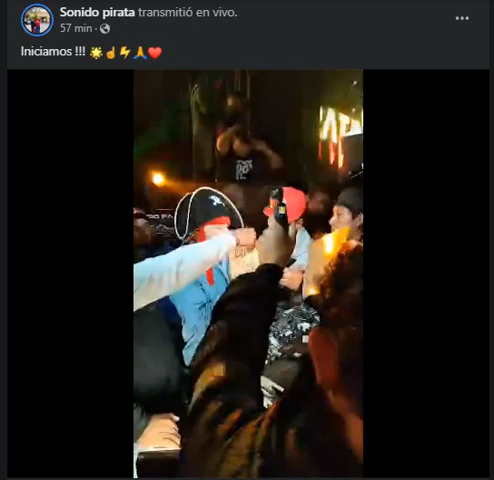 Sonido pirata transmitió en vivo.
57 min ·
Iniciamos !!! 🌟☝️⚡🙏❤️